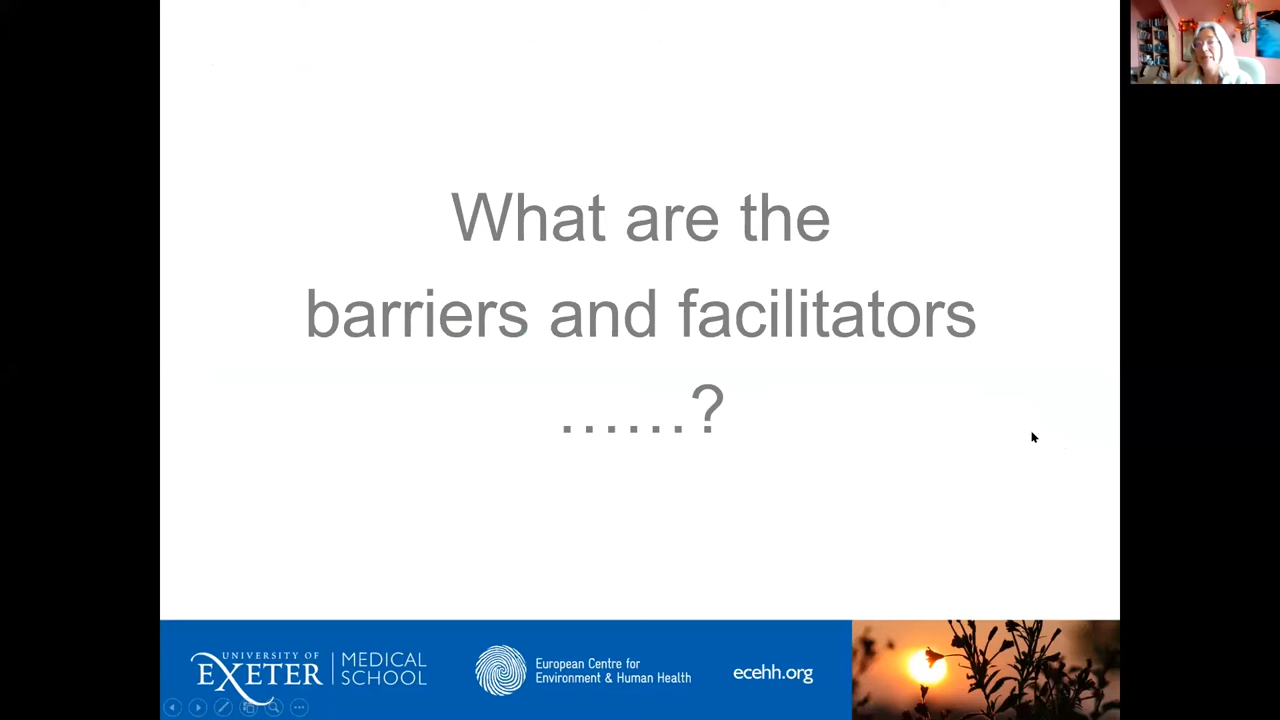 What are the
barriers and facilitators
......?
UNIVERSITY OF
EXETER
MEDICAL
SCHOOL
European Centre for
Environment & Human Health
ecehh.org